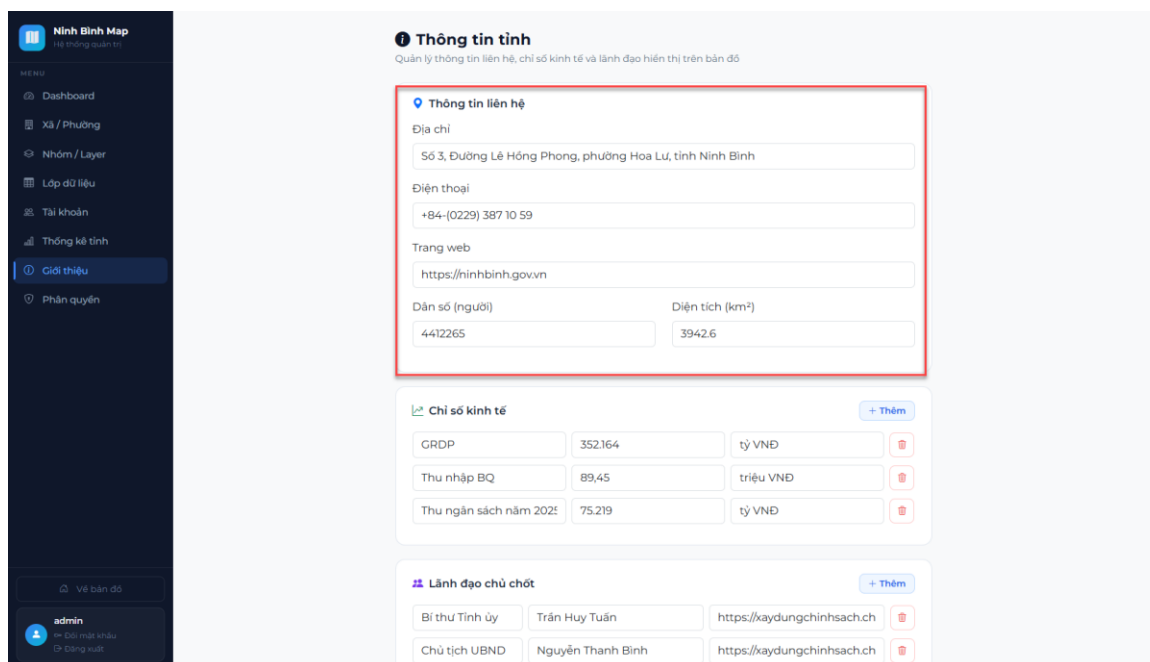 Ninh Bình Map
Hệ thống quản trị
MENU
Dashboard
Xã / Phường
Nhóm / Layer
Lớp dữ liệu
Tài khoản
Thống kê tỉnh
Giới thiệu
Phân quyền
Về bản đồ
admin
Đổi mật khẩu
Đăng xuất
Thông tin tỉnh
Quản lý thông tin liên hệ, chỉ số kinh tế và lãnh đạo hiển thị trên bản đồ
Thông tin liên hệ
Địa chỉ
Số 3, Đường Lê Hồng Phong, phường Hoa Lư, tỉnh Ninh Bình
Điện thoại
+84-(0229) 387 10 59
Trang web
https://ninhbinh.gov.vn
Dân số (người) Diện tích (km²)
4412265 3942.6
Chỉ số kinh tế + Thêm
GRDP 352.164 tỷ VNĐ
Thu nhập BQ 89,45 triệu VNĐ
Thu ngân sách năm 2025 75.219 tỷ VNĐ
Lãnh đạo chủ chốt + Thêm
Bí thư Tỉnh ủy Trần Huy Tuấn https://xaydungchinhsach.ch
Chủ tịch UBND Nguyễn Thanh Bình https://xaydungchinhsach.ch